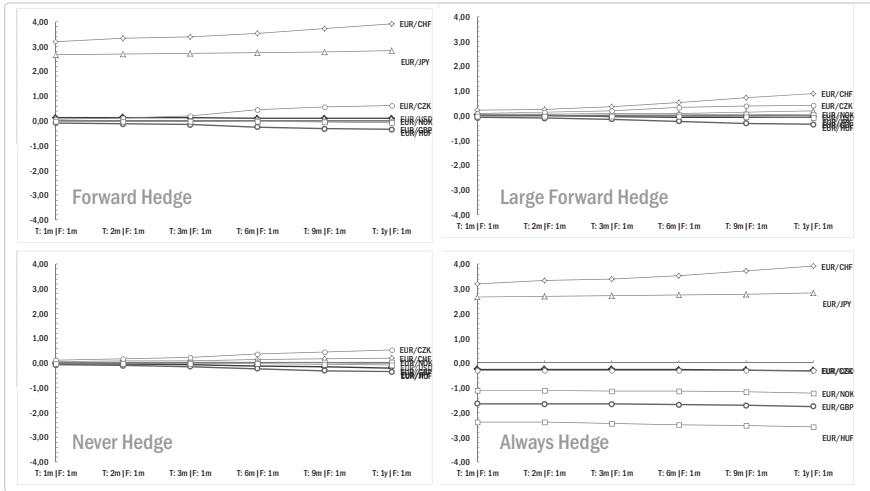 4,00
3,00
2,00
1,00
0,00
-1,00
-2,00
-3,00
-4,00
EUR/CHF
EUR/JPY
EUR/CZK
EUR/USD
EUR/NOK
EUR/GBP
EUR/HUF
Forward Hedge
T: 1m|F: 1m T: 2m|F: 1m T: 3m|F: 1m T: 6m|F: 1m T: 9m|F: 1m T: 1y|F: 1m
4,00
3,00
2,00
1,00
0,00
-1,00
-2,00
-3,00
-4,00
EUR/CHF
EUR/CZK
EUR/NOK
EUR/HUF
Large Forward Hedge
T: 1m|F: 1m T: 2m|F: 1m T: 3m|F: 1m T: 6m|F: 1m T: 9m|F: 1m T: 1y|F: 1m
4,00
3,00
2,00
1,00
0,00
-1,00
-2,00
-3,00
-4,00
EUR/CZK
EUR/CHF
EUR/NOK
Never Hedge
T: 1m|F: 1m T: 2m|F: 1m T: 3m|F: 1m T: 6m|F: 1m T: 9m|F: 1m T: 1y|F: 1m
4,00
3,00
2,00
1,00
0,00
-1,00
-2,00
-3,00
-4,00
EUR/CHF
EUR/JPY
EUR/NOK
EUR/GBP
EUR/HUF
Always Hedge
T: 1m|F: 1m T: 2m|F: 1m T: 3m|F: 1m T: 6m|F: 1m T: 9m|F: 1m T: 1y|F: 1m